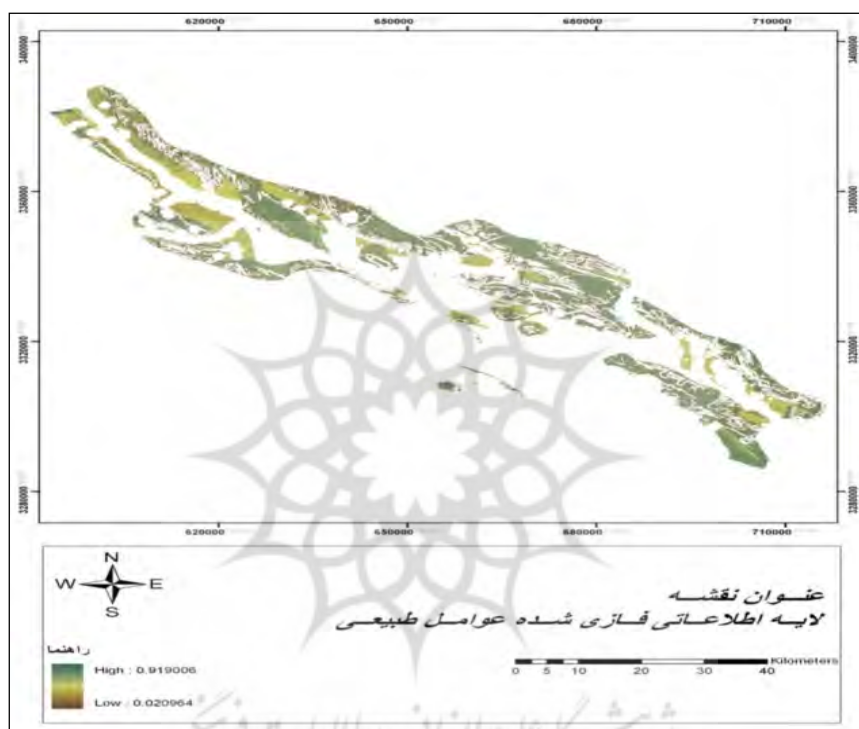 620000 650000 680000 710000
3400000 3400000
3360000 3360000
3320000 3320000
3280000 3280000
620000 650000 680000 710000
N
W E
S
عنوان نقشه
لایه اطلاعاتی فازی شده عوامل طبیعی
راهنما
High : 0.919006
Low : 0.020964
Kilometers
0 5 10 20 30 40